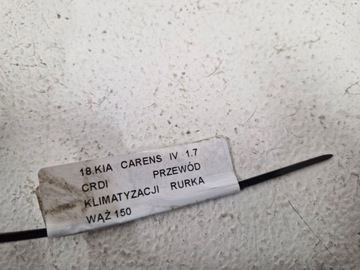 18.KIA CARENS IV 1.7
CRDI PRZEWÓD
KLIMATYZACJI RURKA
WĄŻ 150